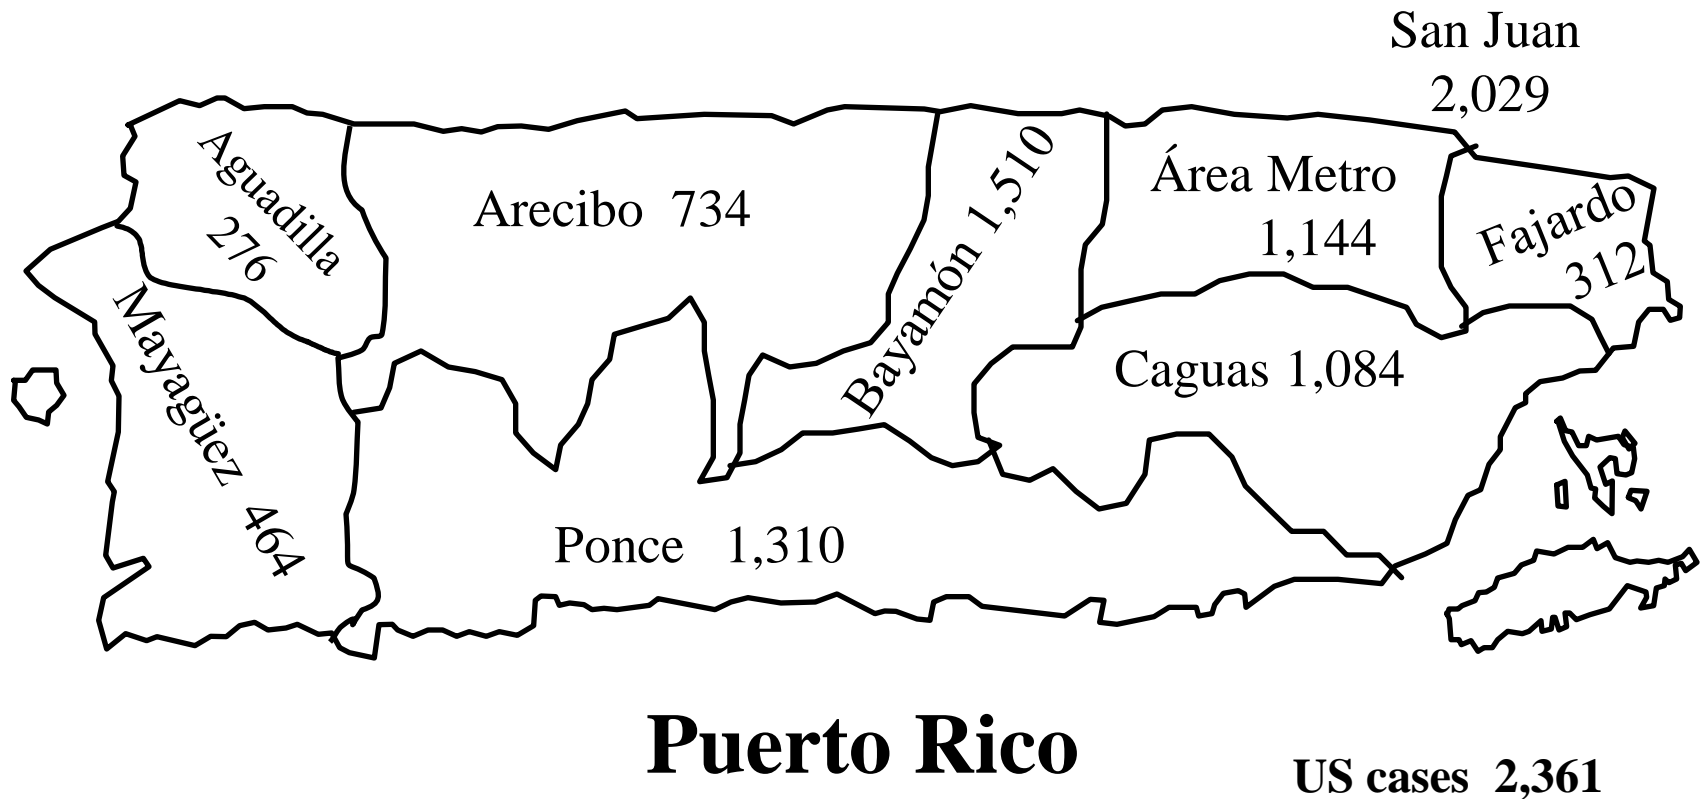 San Juan
2,029
Aguadilla
276
Arecibo 734
Bayamón 1,510
Área Metro
1,144
Fajardo
312
Mayagüez 464
Caguas 1,084
Ponce 1,310
Puerto Rico
US cases 2,361